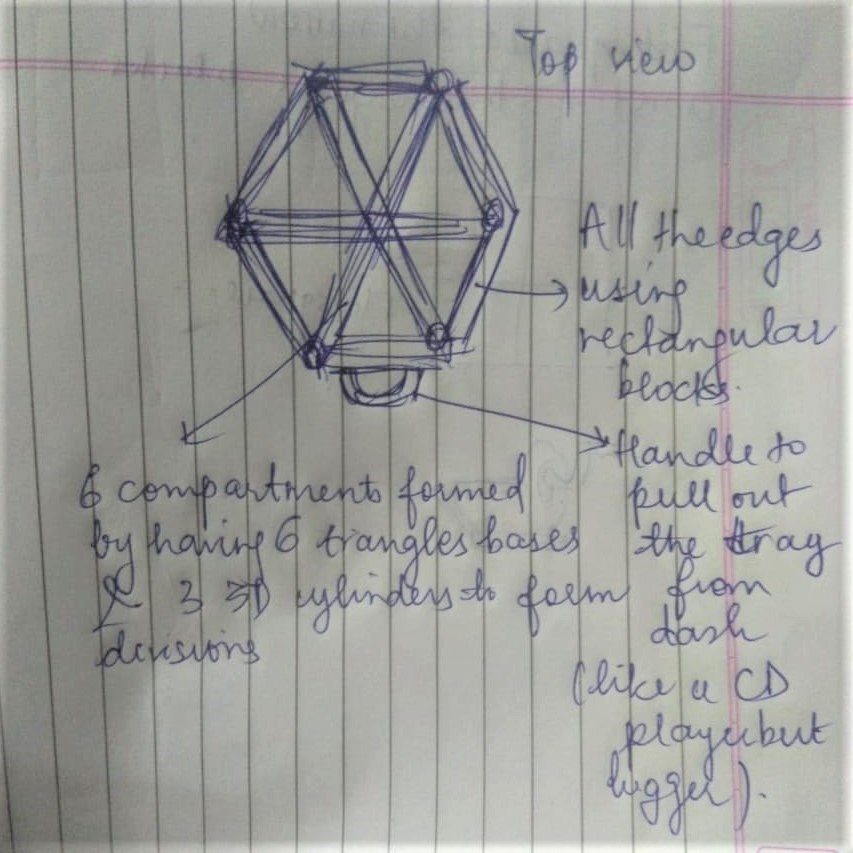 Top view
All the edges
using
rectangular
blocks.
Handle to
pull out
the tray
from
dash
(like a CD
player but
bigger).
6 compartments formed
by having 6 triangles bases
& 3 3D cylinders to form
divisions